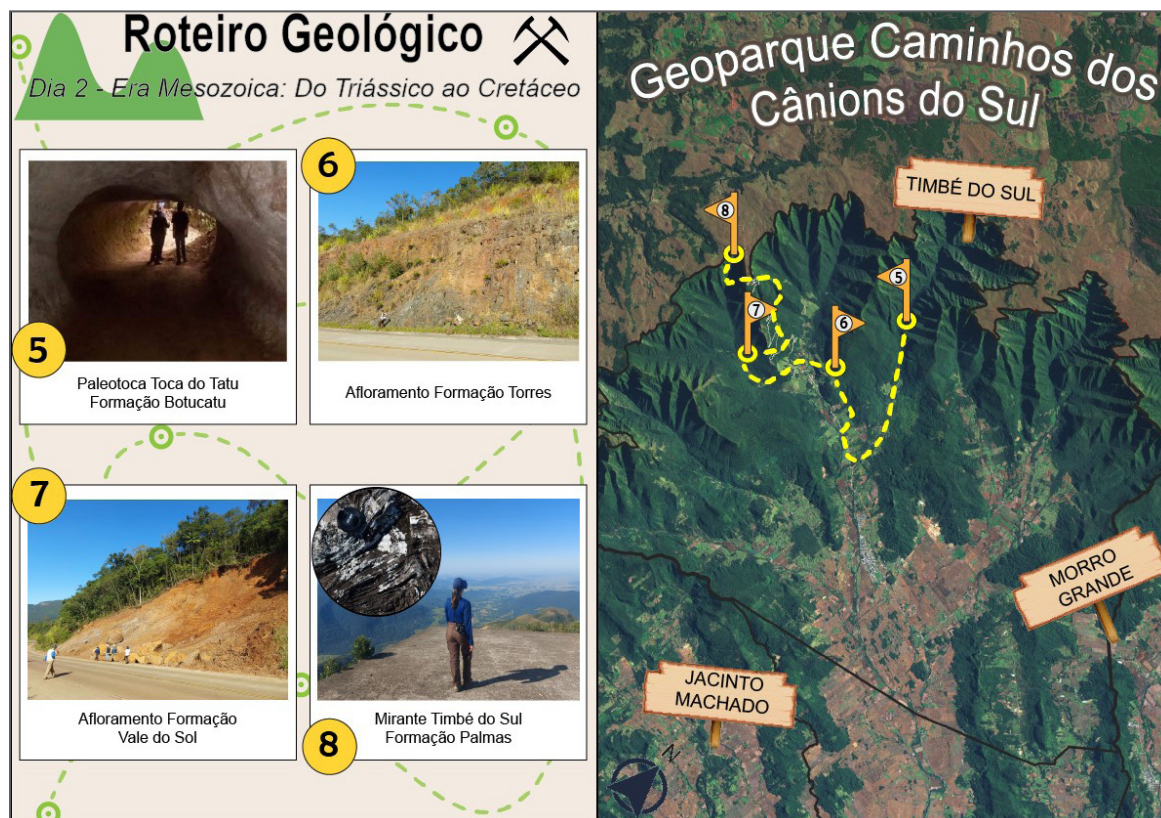 Roteiro Geológico
Dia 2 - Era Mesozoica: Do Triássico ao Cretáceo
5
Paleotoca Toca do Tatu
Formação Botucatu
6
Afloramento Formação Torres
7
Afloramento Formação
Vale do Sol
8
Mirante Timbé do Sul
Formação Palmas
Geoparque Caminhos dos
Cânions do Sul
TIMBÉ DO SUL
8
5
7
6
MORRO
GRANDE
JACINTO
MACHADO
N